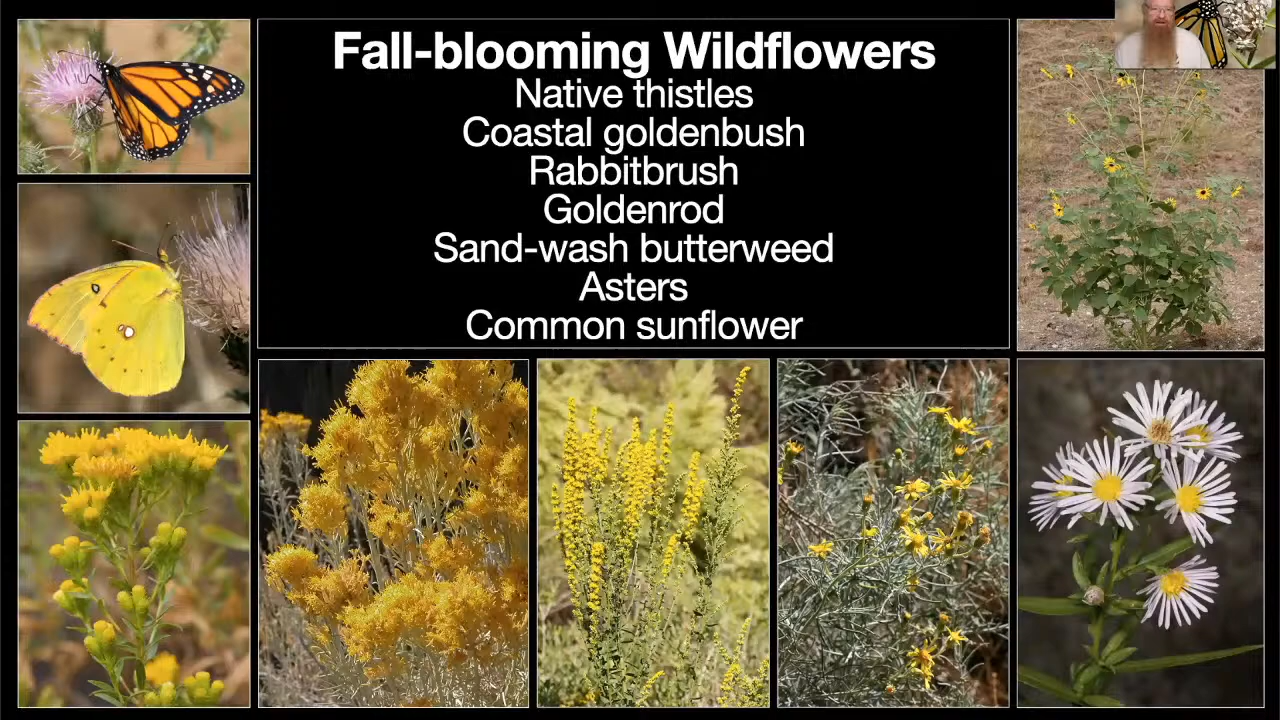 Fall-blooming Wildflowers
Native thistles
Coastal goldenbush
Rabbitbrush
Goldenrod
Sand-wash butterweed
Asters
Common sunflower